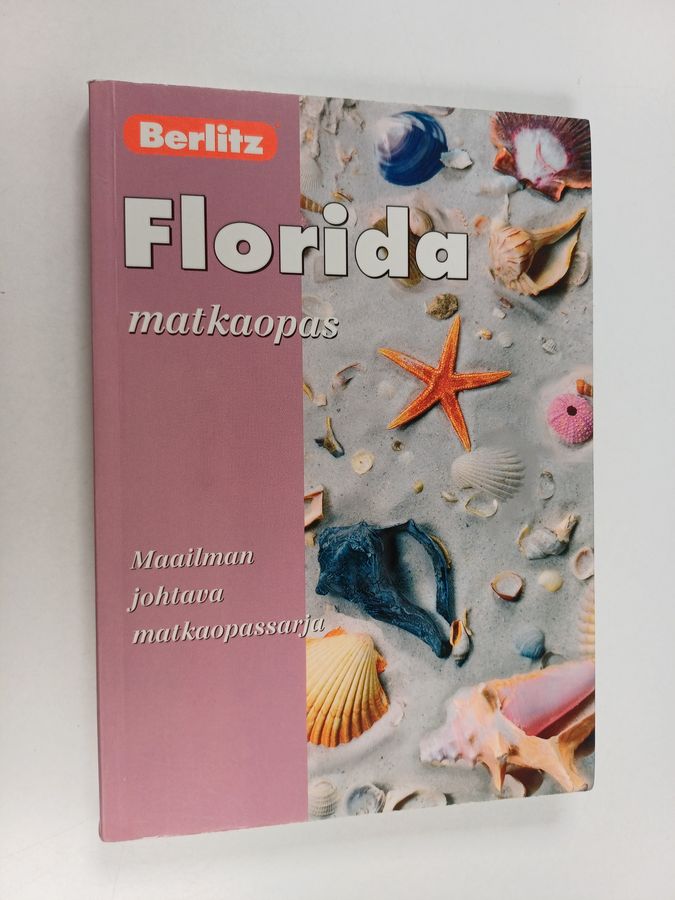 Berlitz
Florida
matkaopas
Maailman
johtava
matkaopassarja